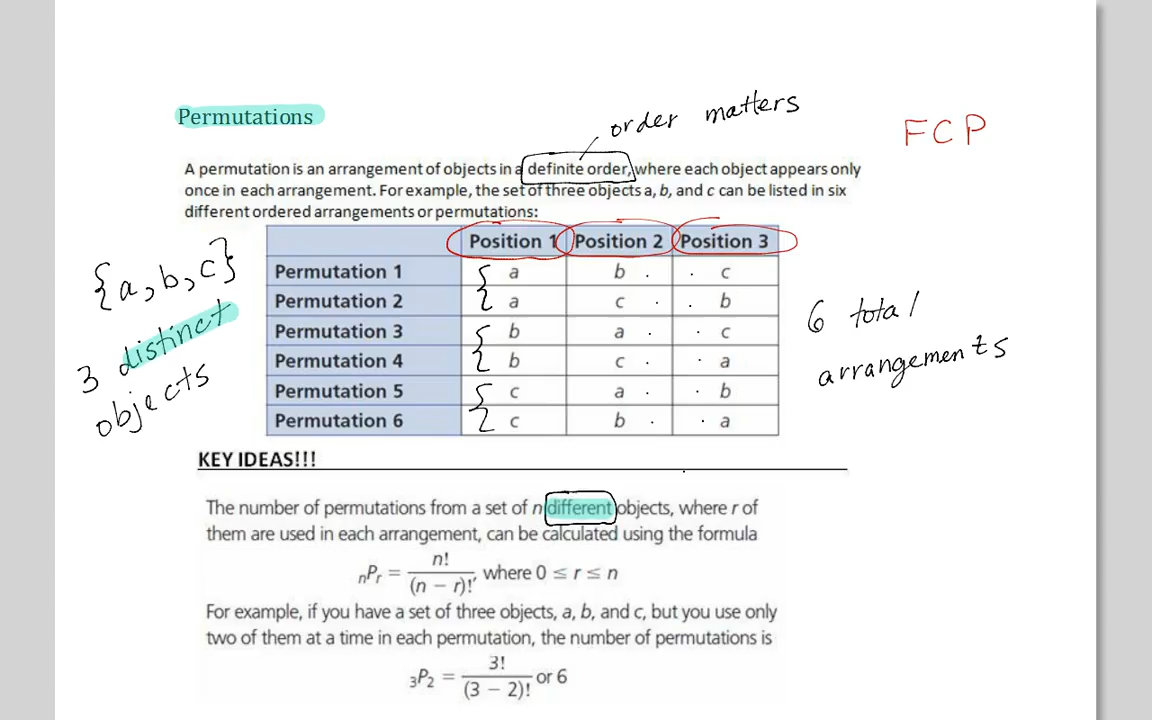 Permutations
order matters
FCP
A permutation is an arrangement of objects in a definite order, where each object appears only
once in each arrangement. For example, the set of three objects a, b, and c can be listed in six
different ordered arrangements or permutations:
Position 1 Position 2 Position 3
Permutation 1 a b c
Permutation 2 a c b
Permutation 3 b a c
Permutation 4 b c a
Permutation 5 c a b
Permutation 6 c b a
{a, b, c}
3 distinct
objects
6 total
arrangements
KEY IDEAS!!!
The number of permutations from a set of n different objects, where r of
them are used in each arrangement, can be calculated using the formula
nPr = n!/(n − r)!, where 0 ≤ r ≤ n
For example, if you have a set of three objects, a, b, and c, but you use only
two of them at a time in each permutation, the number of permutations is
3P2 = 3!/(3 − 2)! or 6